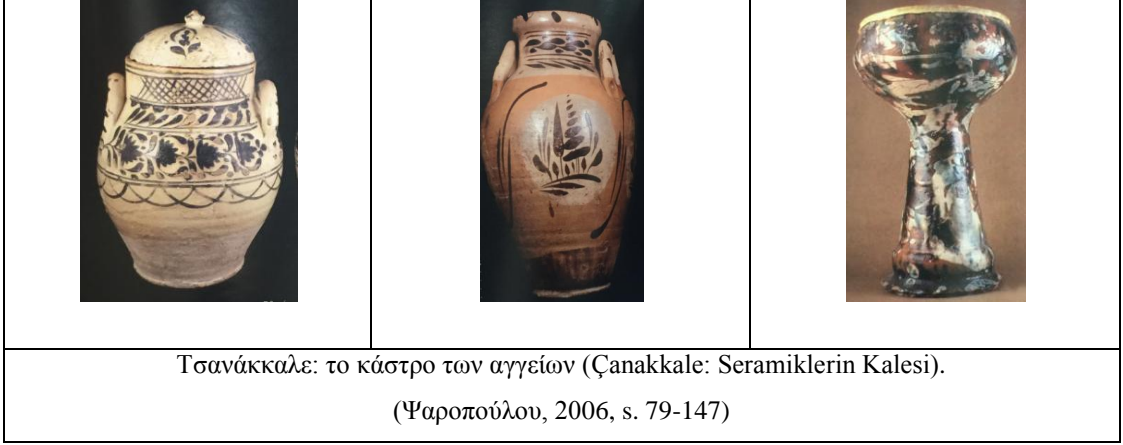 Τσανάκκαλε: το κάστρο των αγγείων (Çanakkale: Seramiklerin Kalesi).
(Ψαροπούλου, 2006, s. 79-147)